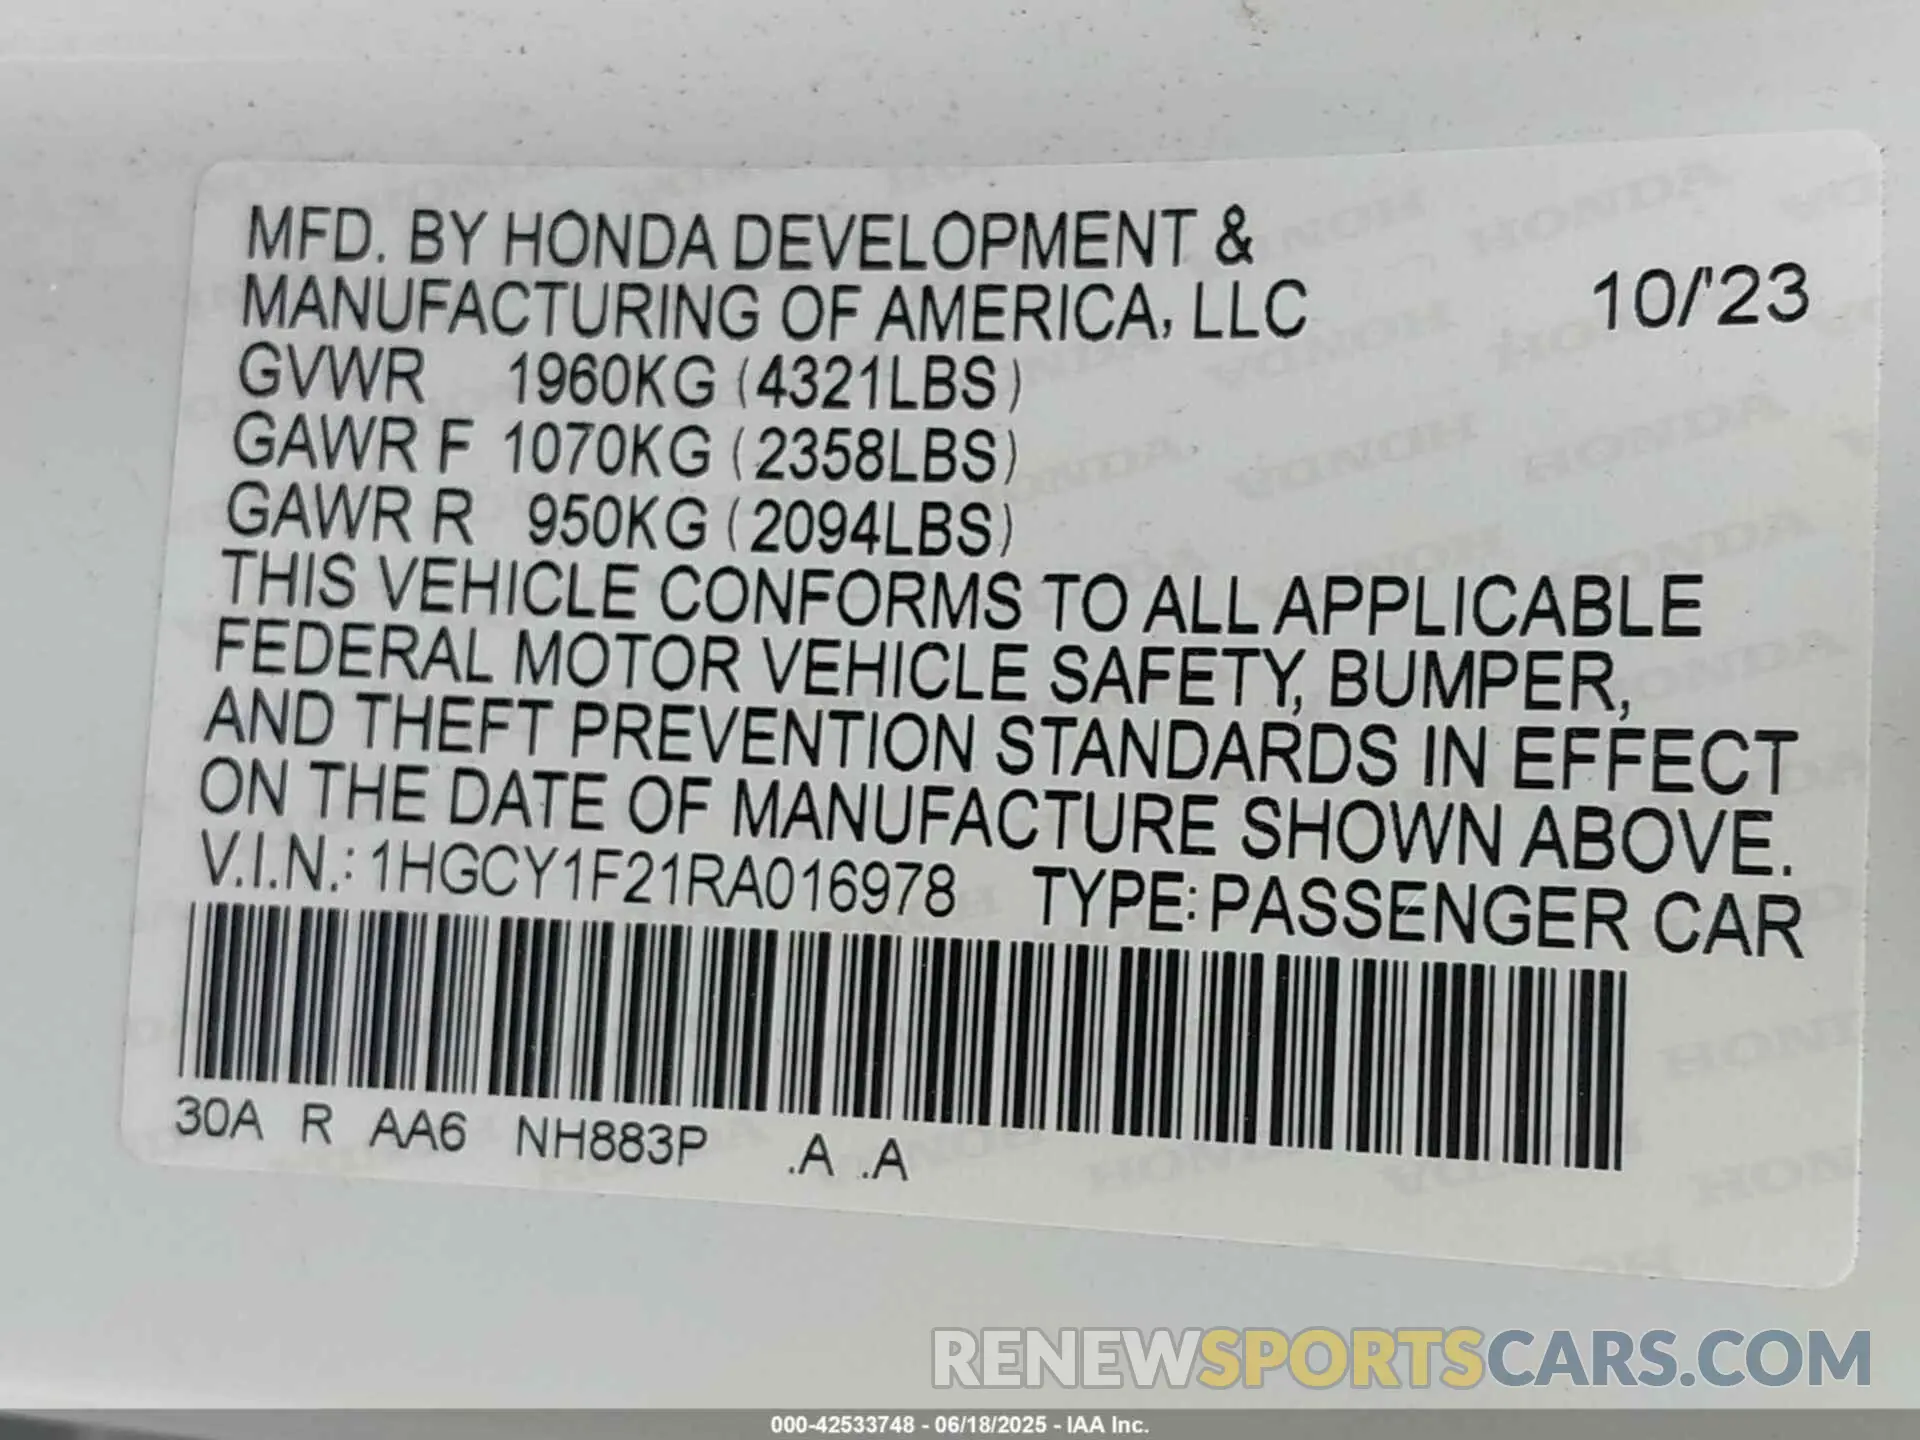 MFD. BY HONDA DEVELOPMENT &
MANUFACTURING OF AMERICA, LLC 10/'23
GVWR 1960KG (4321LBS)
GAWR F 1070KG (2358LBS)
GAWR R 950KG (2094LBS)
THIS VEHICLE CONFORMS TO ALL APPLICABLE
FEDERAL MOTOR VEHICLE SAFETY, BUMPER,
AND THEFT PREVENTION STANDARDS IN EFFECT
ON THE DATE OF MANUFACTURE SHOWN ABOVE.
V.I.N.: 1HGCY1F21RA016978 TYPE: PASSENGER CAR
30A R AA6 NH883P .A .A
RENEWSPORTSCARS.COM
000-42533748 - 06/18/2025 - IAA Inc.